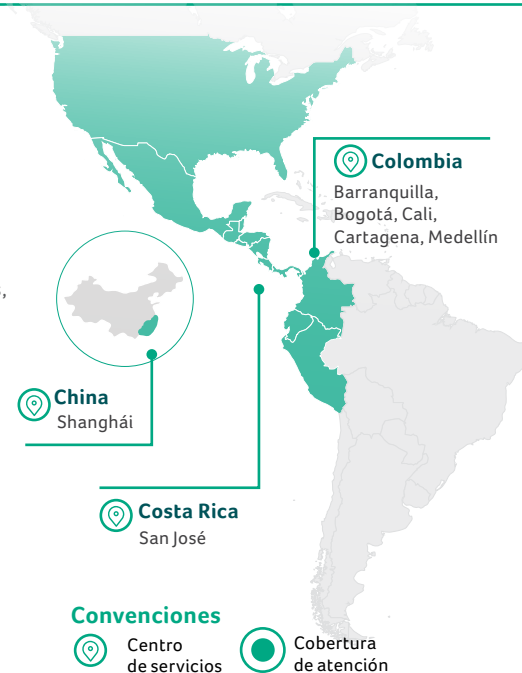 Colombia
Barranquilla,
Bogotá, Cali,
Cartagena, Medellín
China
Shanghái
Costa Rica
San José
Convenciones
Centro
de servicios
Cobertura
de atención